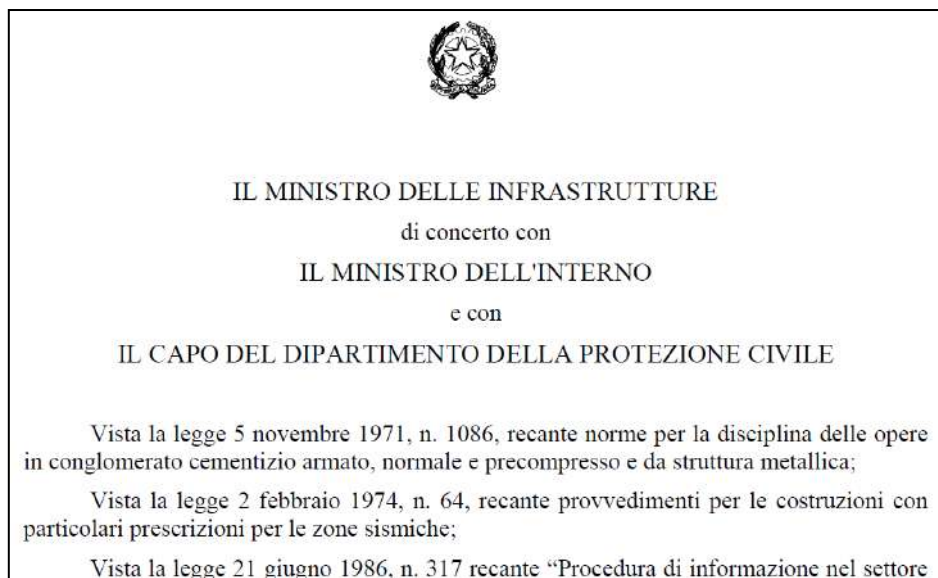 IL MINISTRO DELLE INFRASTRUTTURE
di concerto con
IL MINISTRO DELL'INTERNO
e con
IL CAPO DEL DIPARTIMENTO DELLA PROTEZIONE CIVILE
Vista la legge 5 novembre 1971, n. 1086, recante norme per la disciplina delle opere
in conglomerato cementizio armato, normale e precompresso e da struttura metallica;
Vista la legge 2 febbraio 1974, n. 64, recante provvedimenti per le costruzioni con
particolari prescrizioni per le zone sismiche;
Vista la legge 21 giugno 1986, n. 317 recante “Procedura di informazione nel settore